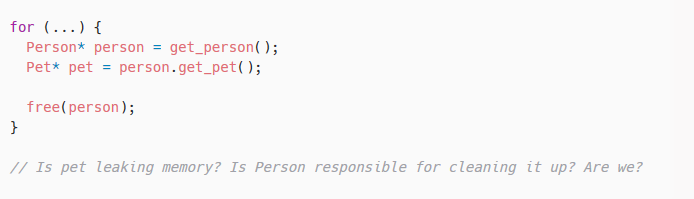 for (...) {
  Person* person = get_person();
  Pet* pet = person.get_pet();

  free(person);
}

// Is pet leaking memory? Is Person responsible for cleaning it up? Are we?